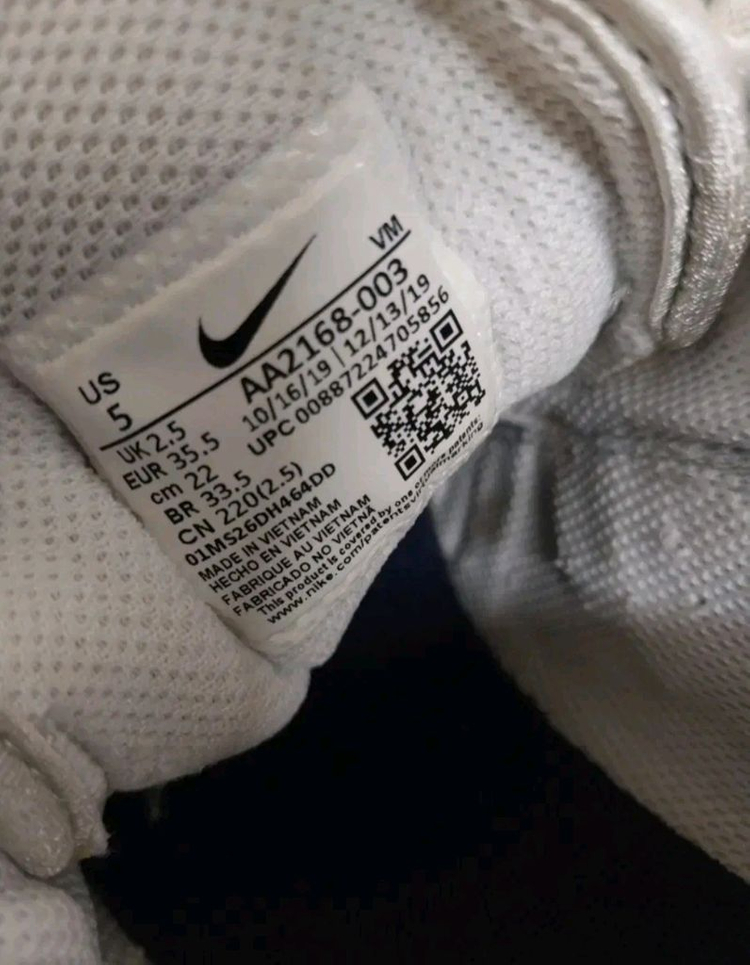 VM
AA2168-003
10/16/19 | 12/13/19
UPC 00887224705856
US
5
UK 2.5
EUR 35.5
cm 22
BR 33.5
CN 220(2.5)
01MS26DH464DD
MADE IN VIETNAM
HECHO EN VIETNAM
FABRIQUE AU VIETNAM
FABRICADO NO VIETNÃ
This product is covered by one or more patents:
www.nike.com/patentsvirtualmarking